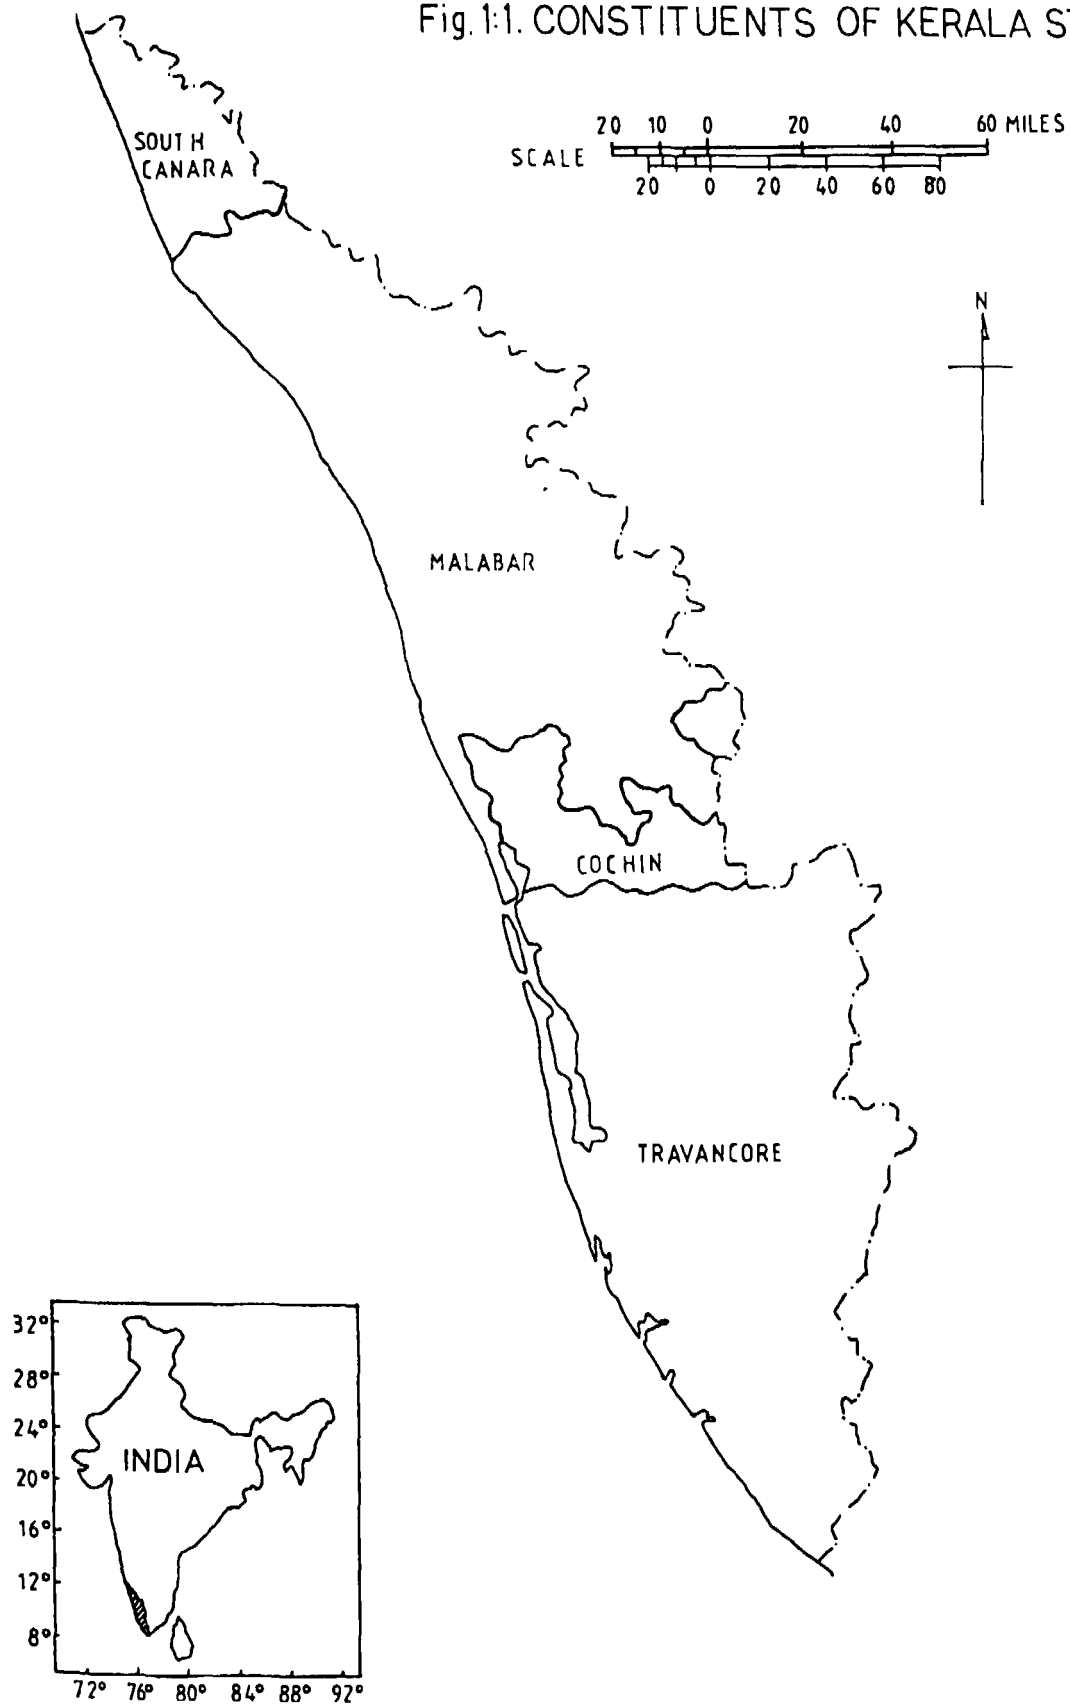 Fig. 1:1. CONSTITUENTS OF KERALA
20 10 0 20 40 60 MILES
SCALE
20 0 20 40 60 80
SOUTH
CANARA
N
MALABAR
COCHIN
TRAVANCORE
32°
28°
24°
INDIA
20°
16°
12°
8°
72° 76° 80° 84° 88° 92°